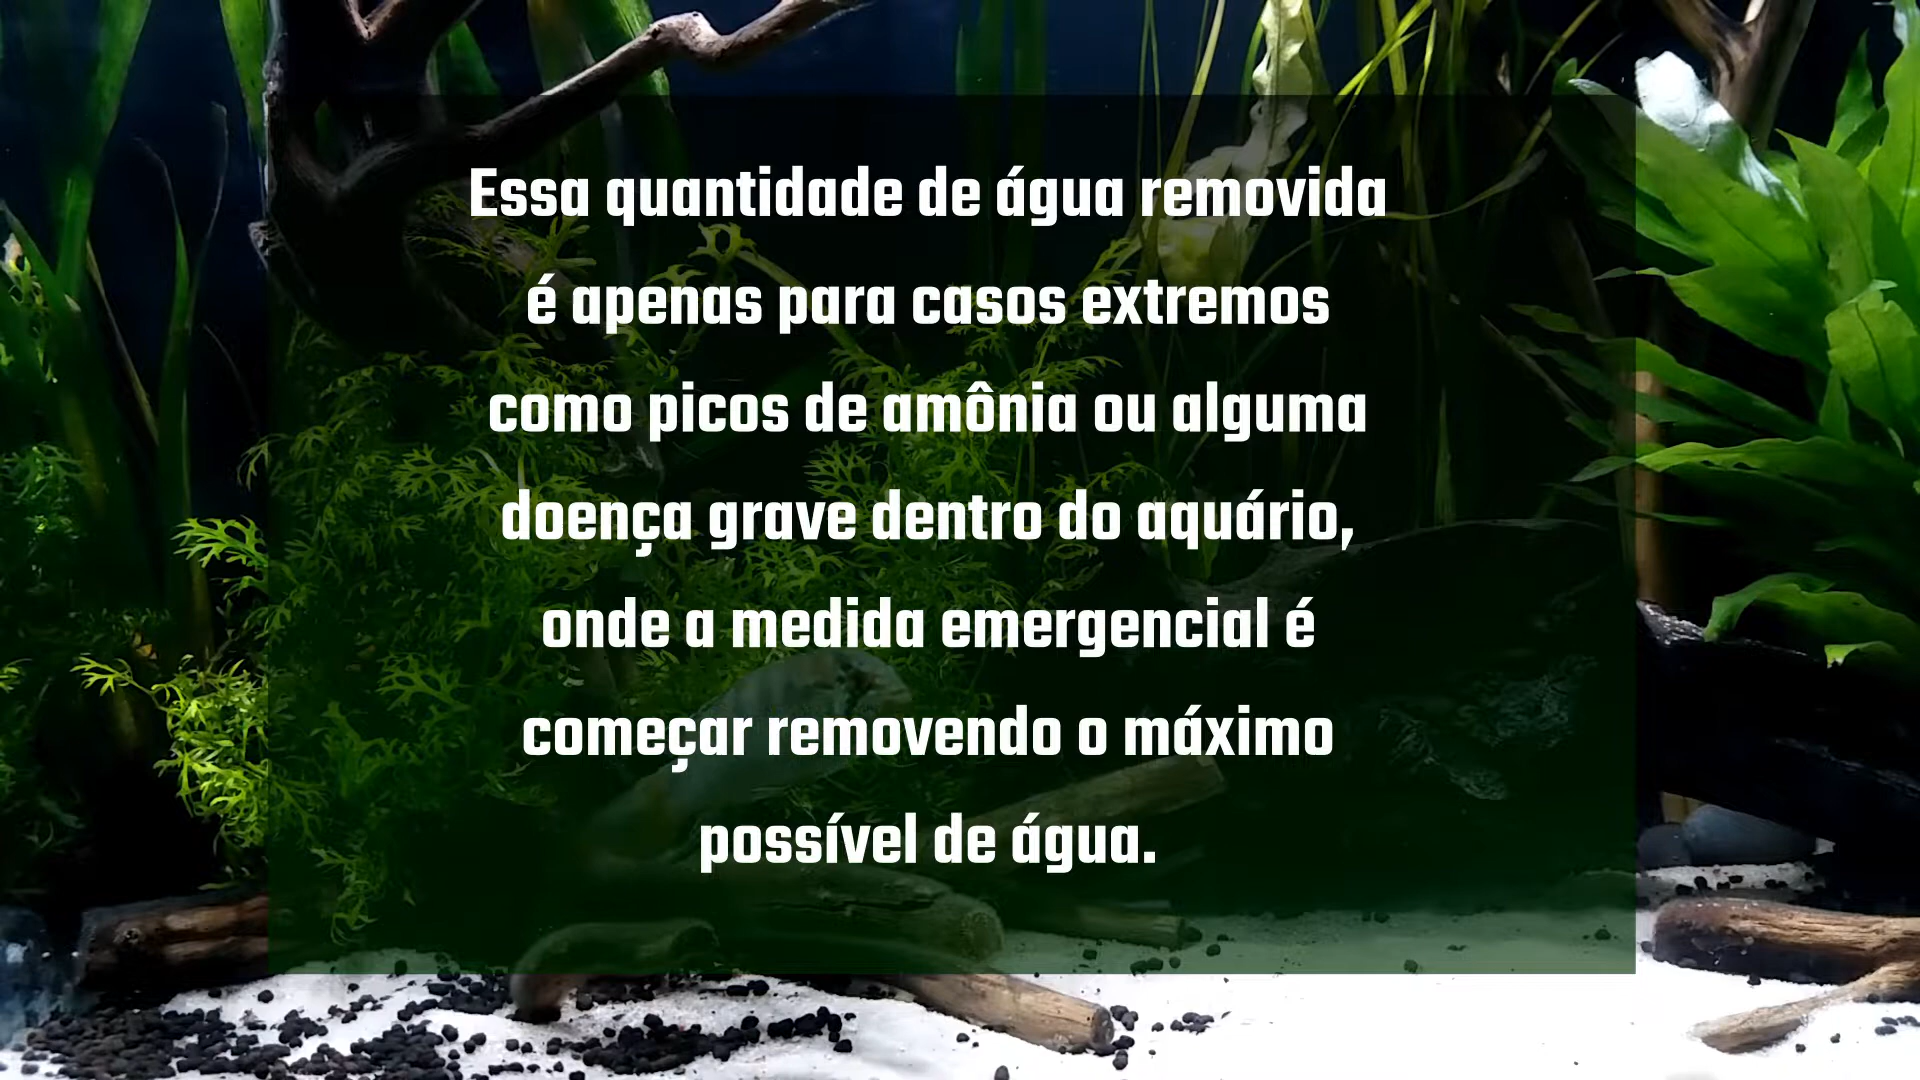 Essa quantidade de água removida
é apenas para casos extremos
como picos de amônia ou alguma
doença grave dentro do aquário,
onde a medida emergencial é
começar removendo o máximo
possível de água.